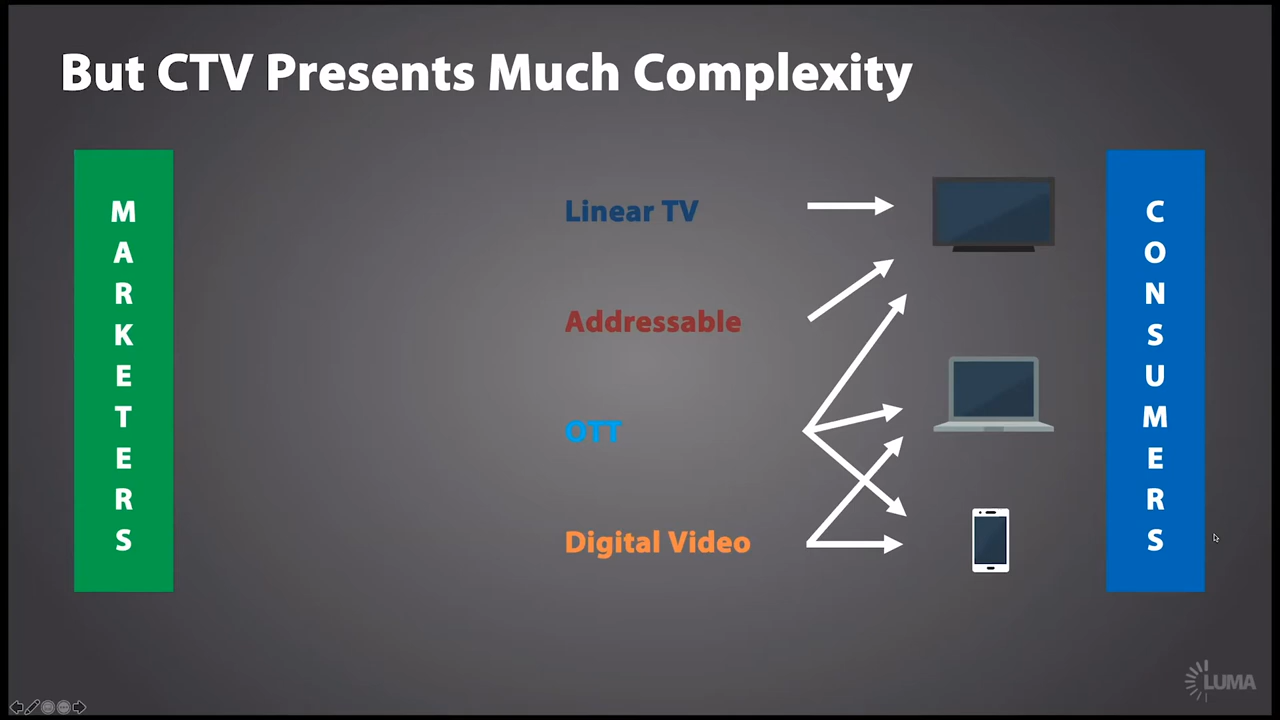 But CTV Presents Much Complexity
MARKETERS
Linear TV
Addressable
OTT
Digital Video
CONSUMERS
LUMA